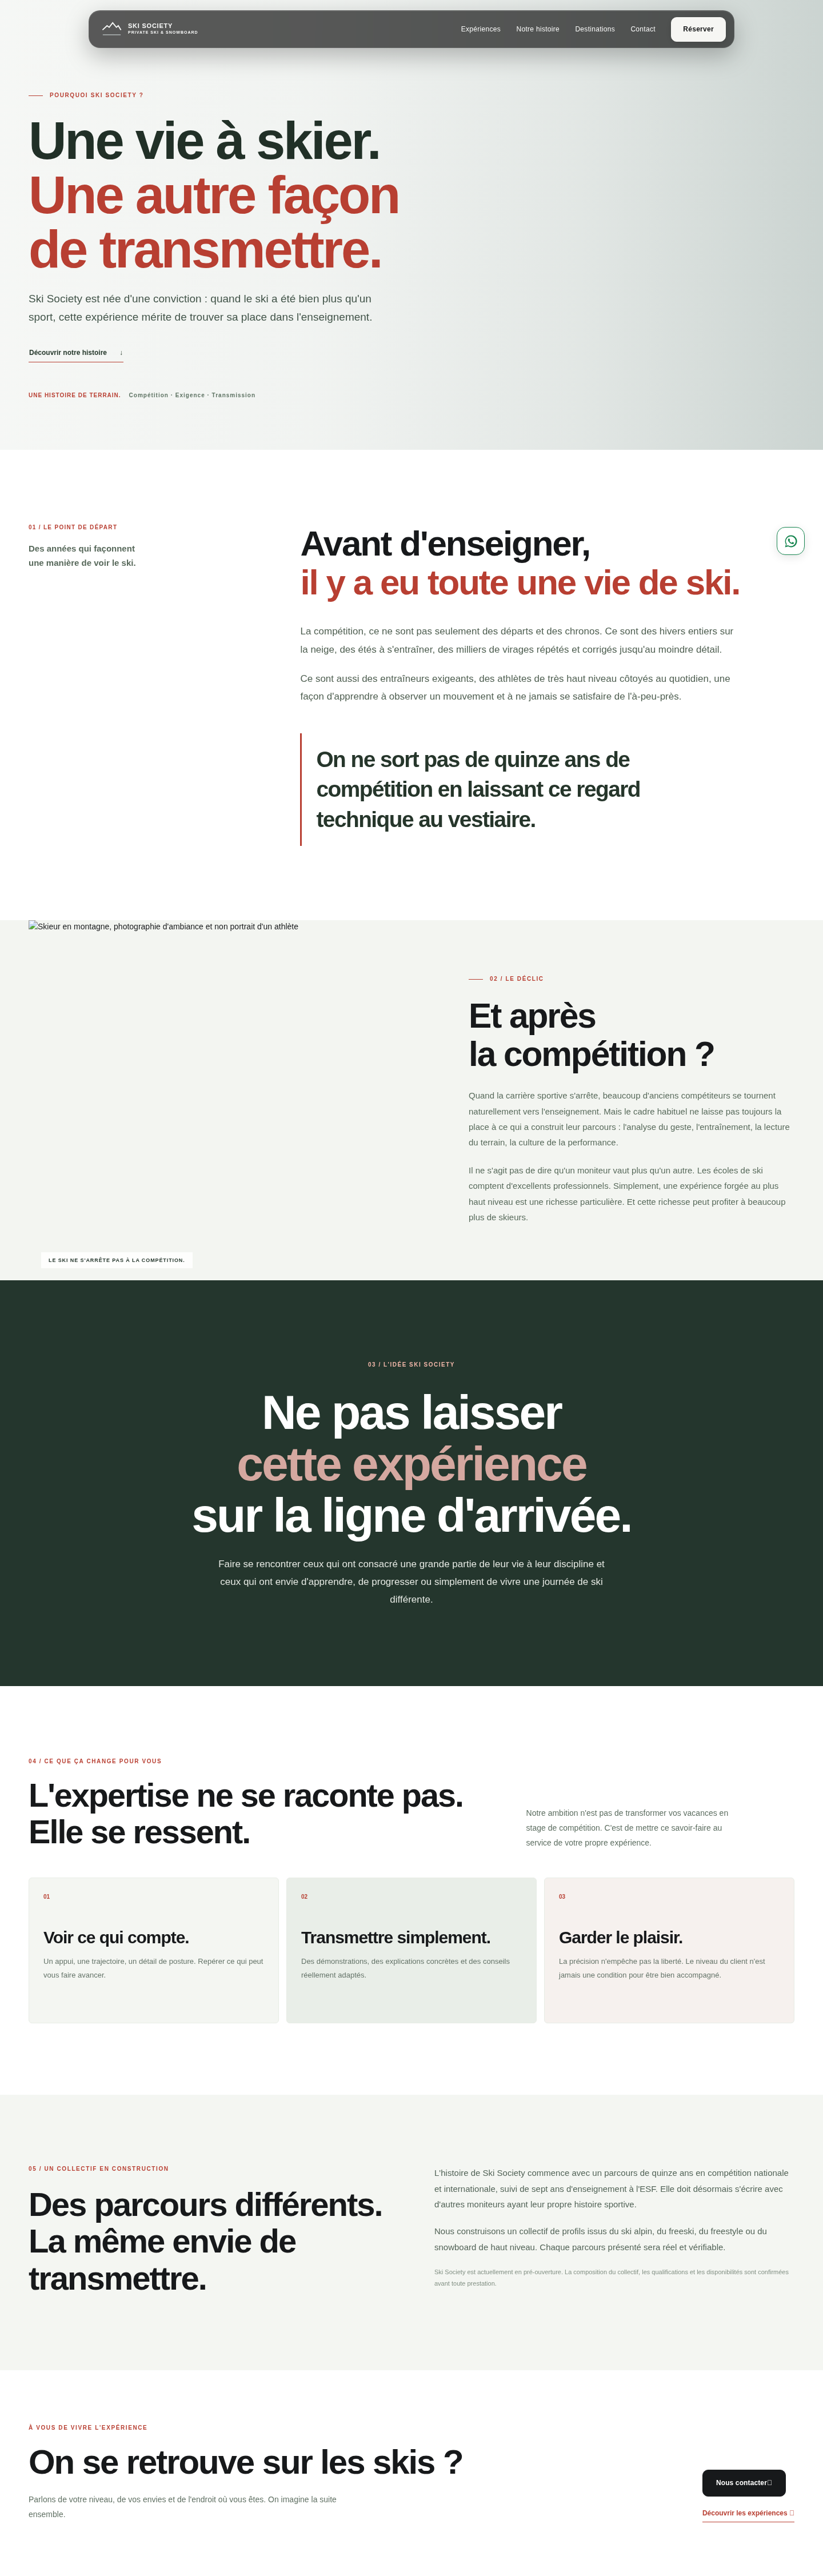 SKI SOCIETY
PRIVATE SKI & SNOWBOARD
Expériences
Notre histoire
Destinations
Contact
Réserver
POURQUOI SKI SOCIETY ?
Une vie à skier.
Une autre façon
de transmettre.
Ski Society est née d'une conviction : quand le ski a été bien plus qu'un
sport, cette expérience mérite de trouver sa place dans l'enseignement.
Découvrir notre histoire ↓
UNE HISTOIRE DE TERRAIN. Compétition · Exigence · Transmission
01 / LE POINT DE DÉPART
Des années qui façonnent
une manière de voir le ski.
Avant d'enseigner,
il y a eu toute une vie de ski.
La compétition, ce ne sont pas seulement des départs et des chronos. Ce sont des hivers entiers sur
la neige, des étés à s'entraîner, des milliers de virages répétés et corrigés jusqu'au moindre détail.
Ce sont aussi des entraîneurs exigeants, des athlètes de très haut niveau côtoyés au quotidien, une
façon d'apprendre à observer un mouvement et à ne jamais se satisfaire de l'à-peu-près.
On ne sort pas de quinze ans de
compétition en laissant ce regard
technique au vestiaire.
Skieur en montagne, photographie d'ambiance et non portrait d'un athlète
LE SKI NE S'ARRÊTE PAS À LA COMPÉTITION.
02 / LE DÉCLIC
Et après
la compétition ?
Quand la carrière sportive s'arrête, beaucoup d'anciens compétiteurs se tournent
naturellement vers l'enseignement. Mais le cadre habituel ne laisse pas toujours la
place à ce qui a construit leur parcours : l'analyse du geste, l'entraînement, la lecture
du terrain, la culture de la performance.
Il ne s'agit pas de dire qu'un moniteur vaut plus qu'un autre. Les écoles de ski
comptent d'excellents professionnels. Simplement, une expérience forgée au plus
haut niveau est une richesse particulière. Et cette richesse peut profiter à beaucoup
plus de skieurs.
03 / L'IDÉE SKI SOCIETY
Ne pas laisser
cette expérience
sur la ligne d'arrivée.
Faire se rencontrer ceux qui ont consacré une grande partie de leur vie à leur discipline et
ceux qui ont envie d'apprendre, de progresser ou simplement de vivre une journée de ski
différente.
04 / CE QUE ÇA CHANGE POUR VOUS
L'expertise ne se raconte pas.
Elle se ressent.
Notre ambition n'est pas de transformer vos vacances en
stage de compétition. C'est de mettre ce savoir-faire au
service de votre propre expérience.
01
Voir ce qui compte.
Un appui, une trajectoire, un détail de posture. Repérer ce qui peut
vous faire avancer.
02
Transmettre simplement.
Des démonstrations, des explications concrètes et des conseils
réellement adaptés.
03
Garder le plaisir.
La précision n'empêche pas la liberté. Le niveau du client n'est
jamais une condition pour être bien accompagné.
05 / UN COLLECTIF EN CONSTRUCTION
Des parcours différents.
La même envie de
transmettre.
L'histoire de Ski Society commence avec un parcours de quinze ans en compétition nationale
et internationale, suivi de sept ans d'enseignement à l'ESF. Elle doit désormais s'écrire avec
d'autres moniteurs ayant leur propre histoire sportive.
Nous construisons un collectif de profils issus du ski alpin, du freeski, du freestyle ou du
snowboard de haut niveau. Chaque parcours présenté sera réel et vérifiable.
Ski Society est actuellement en pré-ouverture. La composition du collectif, les qualifications et les disponibilités sont confirmées
avant toute prestation.
À VOUS DE VIVRE L'EXPÉRIENCE
On se retrouve sur les skis ?
Parlons de votre niveau, de vos envies et de l'endroit où vous êtes. On imagine la suite
ensemble.
Nous contacter
Découvrir les expériences